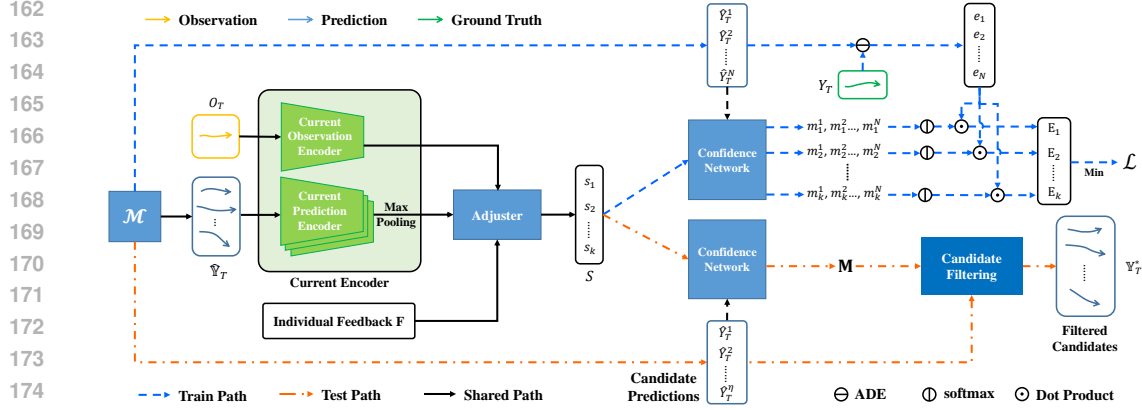 162
163
164
165
166
167
168
169
170
171
172
173
174
Observation
Prediction
Ground Truth
O_T
Current
Observation
Encoder
Current
Prediction
Encoder
Max
Pooling
Current Encoder
ℳ
𝕐̂_T
Individual Feedback F
Adjuster
s_1
s_2
......
s_k
S
Ŷ_T^1
Ŷ_T^2
......
Ŷ_T^N
Y_T
e_1
e_2
......
e_N
Confidence
Network
m_1^1, m_1^2..., m_1^N
m_2^1, m_2^2..., m_2^N
......
m_k^1, m_k^2..., m_k^N
E_1
E_2
......
E_k
Min
ℒ
Confidence
Network
M
Candidate
Filtering
𝕐_T^*
Filtered
Candidates
Candidate
Predictions
Ŷ_T^1
Ŷ_T^2
......
Ŷ_T^η
Train Path
Test Path
Shared Path
ADE
softmax
Dot Product